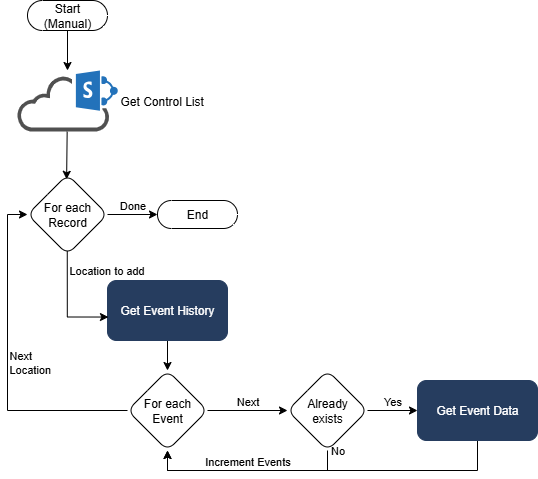 Start
(Manual)
S
Get Control List
For each
Record
Done
End
Location to add
Get Event History
Next
Location
For each
Event
Next
Already
exists
Yes
Get Event Data
No
Increment Events